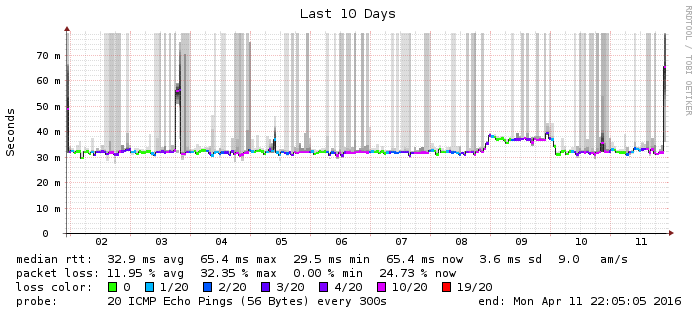 Last 10 Days
RRDTOOL / TOBI OETIKER
Seconds
70 m
60 m
50 m
40 m
30 m
20 m
10 m
0
02 03 04 05 06 07 08 09 10 11
median rtt: 32.9 ms avg 65.4 ms max 29.5 ms min 65.4 ms now 3.6 ms sd 9.0 am/s
packet loss: 11.95 % avg 32.35 % max 0.00 % min 24.73 % now
loss color: 0 1/20 2/20 3/20 4/20 10/20 19/20
probe: 20 ICMP Echo Pings (56 Bytes) every 300s end: Mon Apr 11 22:05:05 2016